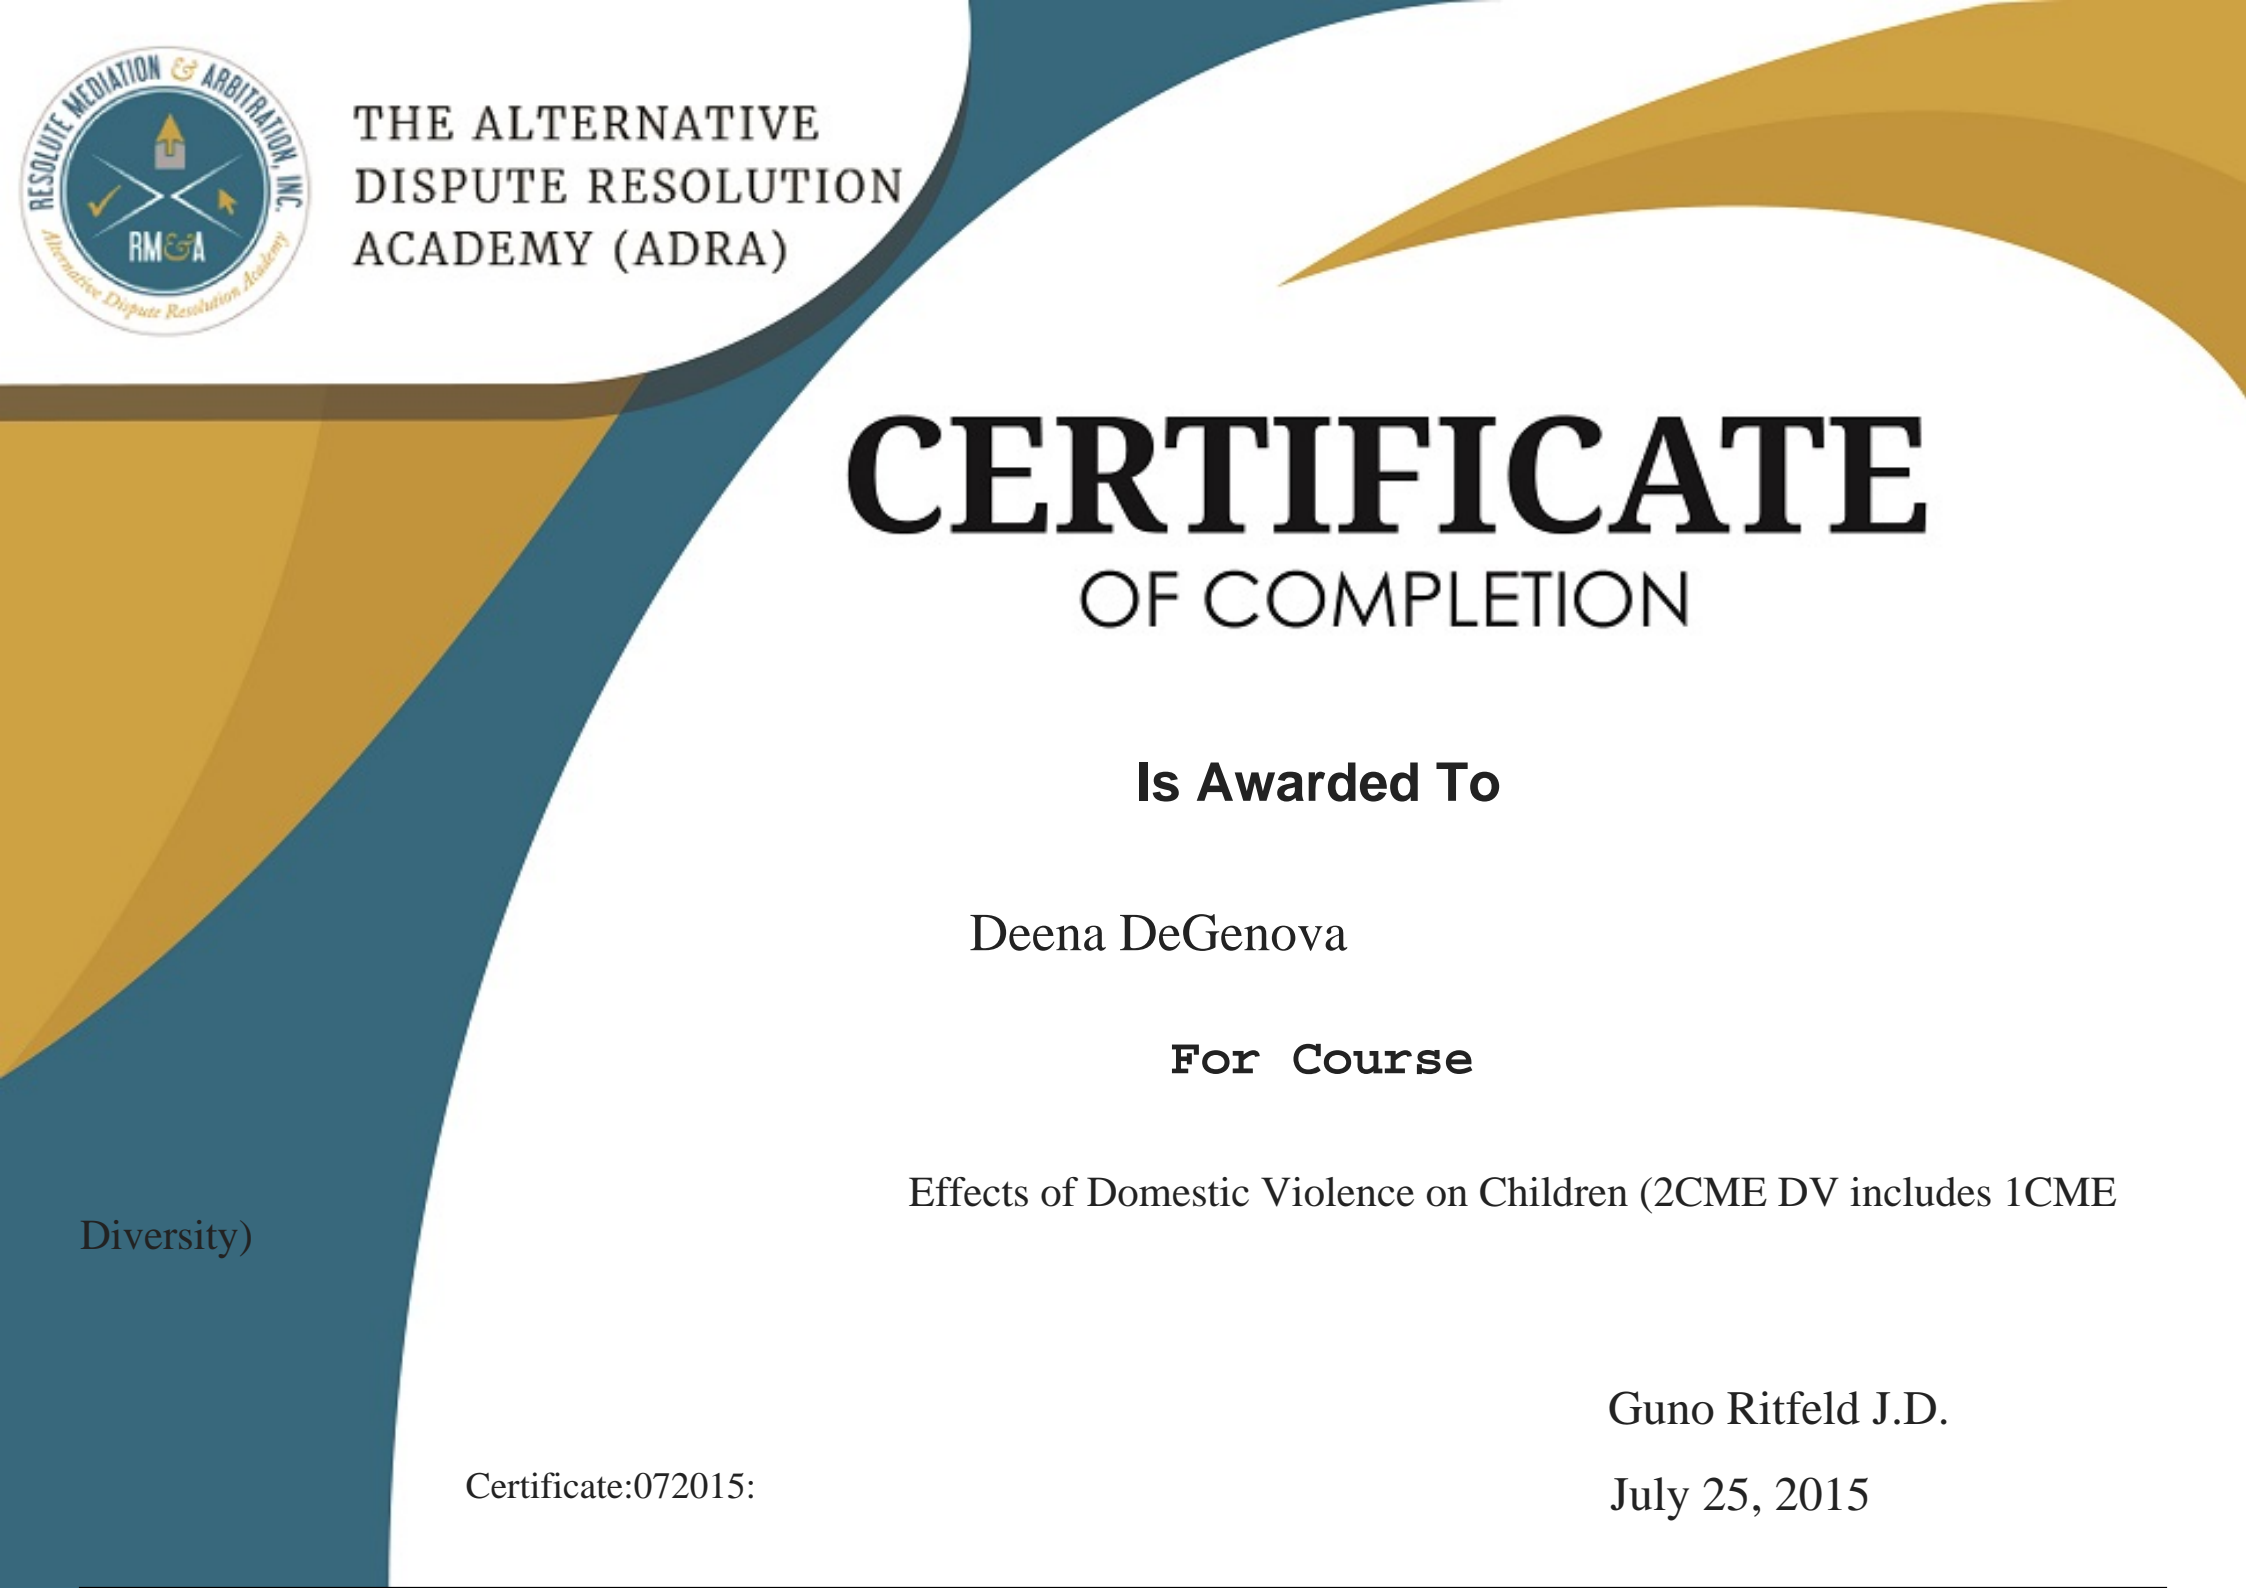 RESOLUTE MEDIATION & ARBITRATION, INC.
RM&A
Alternative Dispute Resolution Academy
THE ALTERNATIVE
DISPUTE RESOLUTION
ACADEMY (ADRA)
CERTIFICATE
OF COMPLETION
Is Awarded To
Deena DeGenova
For Course
Effects of Domestic Violence on Children (2CME DV includes 1CME
Diversity)
Guno Ritfeld J.D.
Certificate:072015:
July 25, 2015